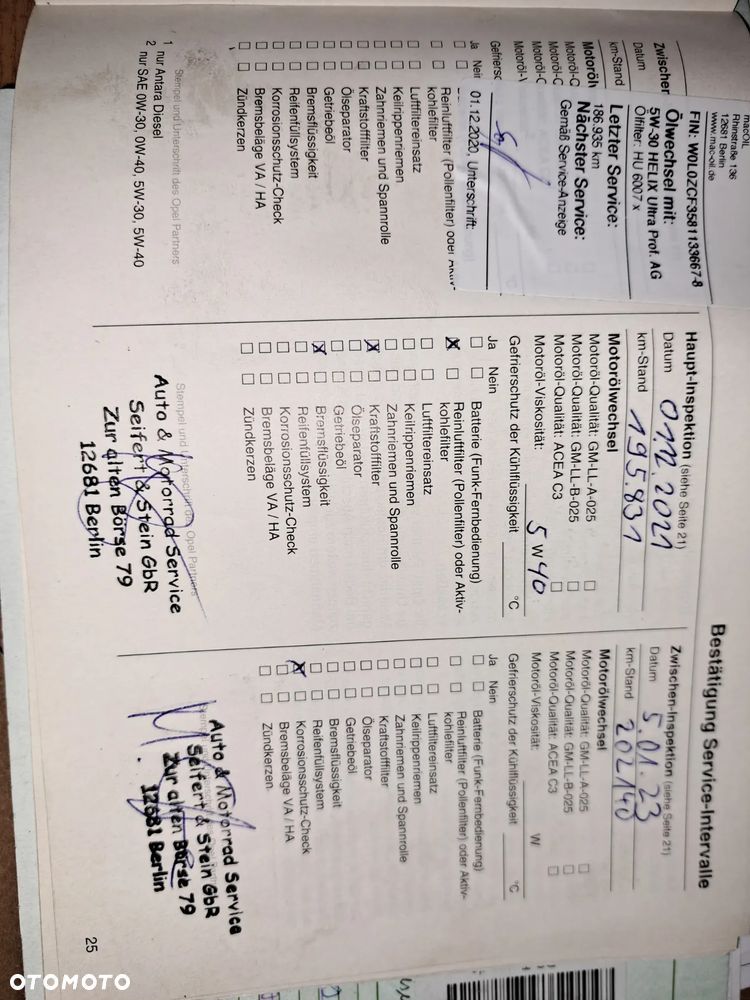 Bestätigung Service-Intervalle
Zwischen
Datum
km-Stand
Motoröl
Motoröl-C
Motoröl-C
Motoröl-C
Motoröl-V
Gefriersc
Ja Nein
macOIL
Rhinstraße 136
12681 Berlin
www.mac-oil.de
FIN: W0L0ZCF3581133667-8
Ölwechsel mit:
5W-30 HELIX Ultra Prof. AG
Ölfilter: HU 6007 x
Letzter Service:
186.935 km
Nächster Service:
Gemäß Service-Anzeige
01.12.2020, Unterschrift:
Reinluftfilter (Pollenfilter) oder Aktiv-
kohlefilter
Luftfiltereinsatz
Keilrippenriemen
Zahnriemen und Spannrolle
Kraftstofffilter
Ölseparator
Getriebeöl
Bremsflüssigkeit
Reifenfüllsystem
Korrosionsschutz-Check
Bremsbeläge VA / HA
Zündkerzen
Stempel und Unterschrift des Opel Partners
1 nur Antara Diesel
2 nur SAE 0W-30, 0W-40, 5W-30, 5W-40
Haupt-Inspektion (siehe Seite 21)
Datum 01.12.2021
km-Stand 195.831
Motorölwechsel
Motoröl-Qualität: GM-LL-A-025
Motoröl-Qualität: GM-LL-B-025
Motoröl-Qualität: ACEA C3
Motoröl-Viskosität: 5 W 40
Gefrierschutz der Kühlflüssigkeit °C
Ja Nein
Batterie (Funk-Fernbedienung)
X Reinluftfilter (Pollenfilter) oder Aktiv-
kohlefilter
Luftfiltereinsatz
Keilrippenriemen
Zahnriemen und Spannrolle
X Kraftstofffilter
Ölseparator
Getriebeöl
X Bremsflüssigkeit
Reifenfüllsystem
Korrosionsschutz-Check
Bremsbeläge VA / HA
Zündkerzen
Stempel und Unterschrift des Opel Partners
Auto & Motorrad Service
Seifert & Stein GbR
Zur alten Börse 79
12681 Berlin
Zwischen-Inspektion (siehe Seite 21)
Datum 5.01.23
km-Stand 202140
Motorölwechsel
Motoröl-Qualität: GM-LL-A-025
Motoröl-Qualität: GM-LL-B-025
Motoröl-Qualität: ACEA C3
Motoröl-Viskosität: W
Gefrierschutz der Kühlflüssigkeit °C
Ja Nein
Batterie (Funk-Fernbedienung)
Reinluftfilter (Pollenfilter) oder Aktiv-
kohlefilter
Luftfiltereinsatz
Keilrippenriemen
Zahnriemen und Spannrolle
Kraftstofffilter
Ölseparator
Getriebeöl
Bremsflüssigkeit
Reifenfüllsystem
X Korrosionsschutz-Check
Bremsbeläge VA / HA
Zündkerzen
Auto & Motorrad Service
Seifert & Stein GbR
Zur alten Börse 79
12681 Berlin
25
OTOMOTO